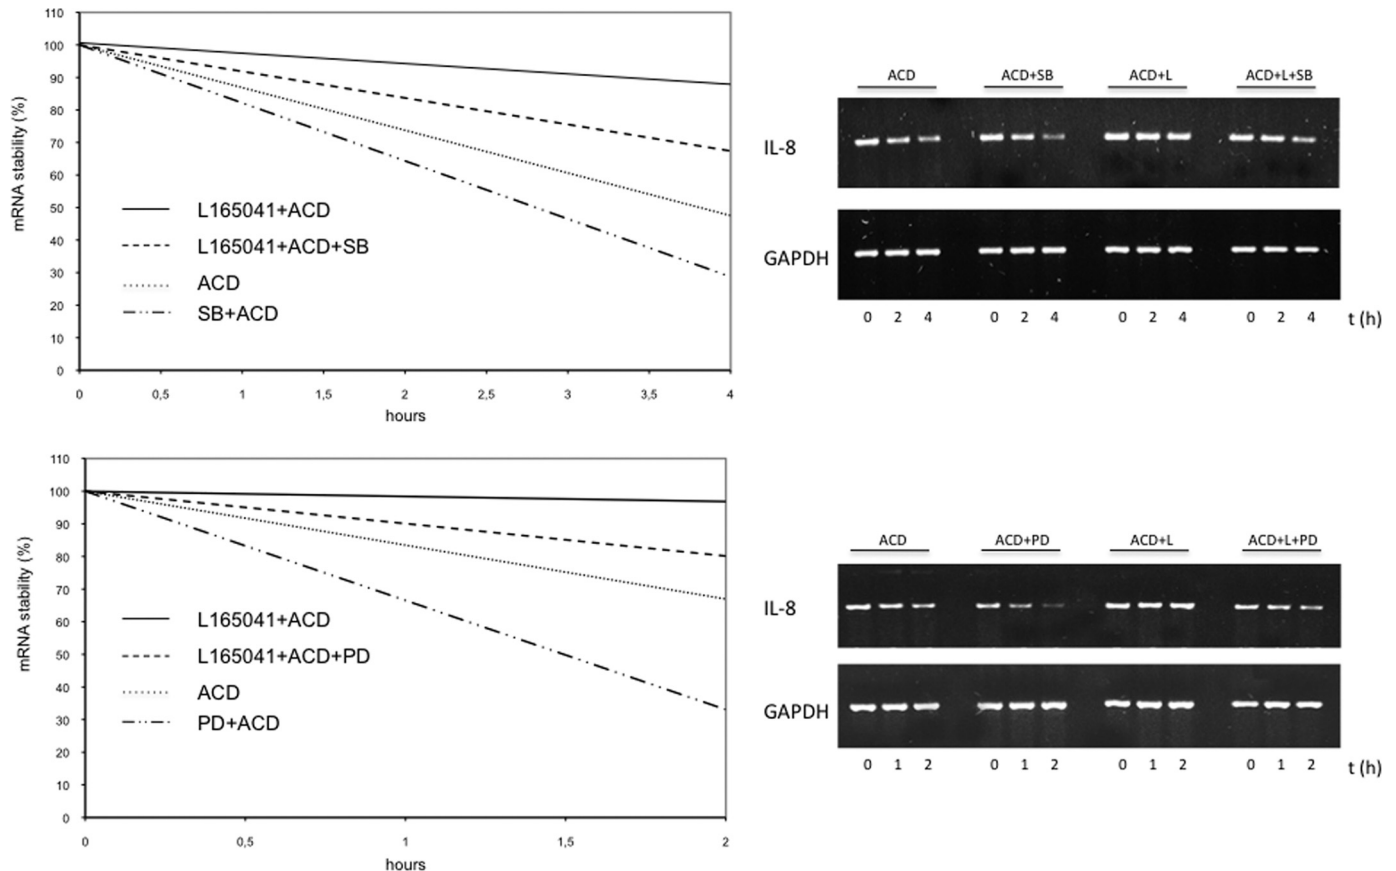 110
100
90
80
70
60
50
40
30
20
10
0
mRNA stability (%)
L165041+ACD
L165041+ACD+SB
ACD
SB+ACD
0 0,5 1 1,5 2 2,5 3 3,5 4
hours
ACD ACD+SB ACD+L ACD+L+SB
IL-8
GAPDH
0 2 4 0 2 4 0 2 4 0 2 4 t (h)
110
100
90
80
70
60
50
40
30
20
10
0
mRNA stability (%)
L165041+ACD
L165041+ACD+PD
ACD
PD+ACD
0 0,5 1 1,5 2
hours
ACD ACD+PD ACD+L ACD+L+PD
IL-8
GAPDH
0 1 2 0 1 2 0 1 2 0 1 2 t (h)